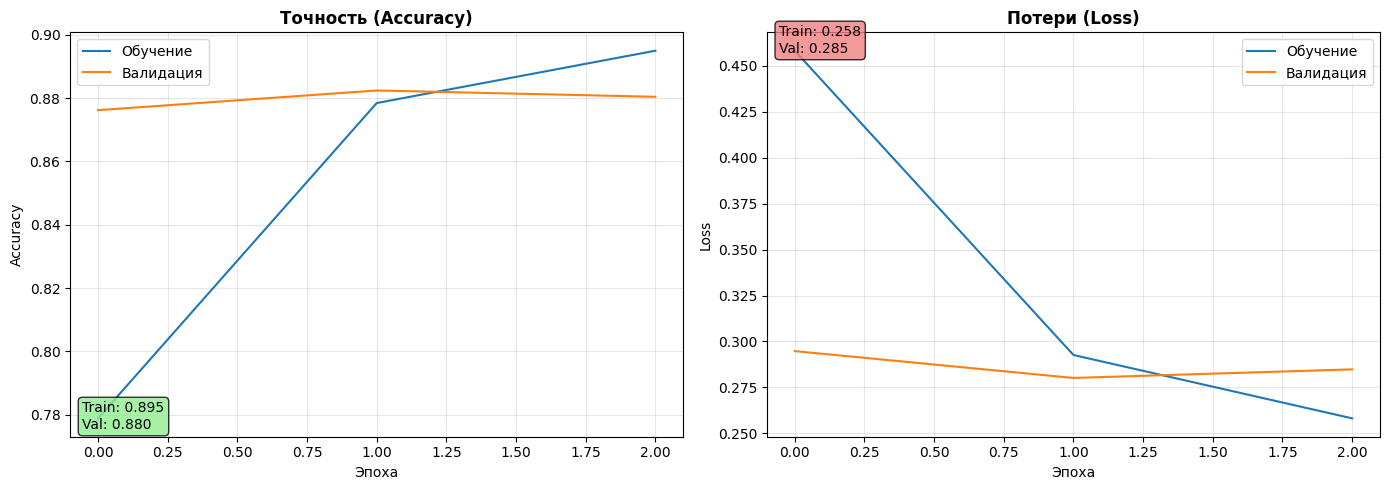 Точность (Accuracy)
0.90
0.88
0.86
0.84
0.82
0.80
0.78
Accuracy
Обучение
Валидация
Train: 0.895
Val: 0.880
0.00 0.25 0.50 0.75 1.00 1.25 1.50 1.75 2.00
Эпоха
Потери (Loss)
Train: 0.258
Val: 0.285
0.450
0.400
0.375
0.350
0.325
0.300
0.275
0.250
Loss
Обучение
Валидация
0.00 0.25 0.50 0.75 1.00 1.25 1.50 1.75 2.00
Эпоха